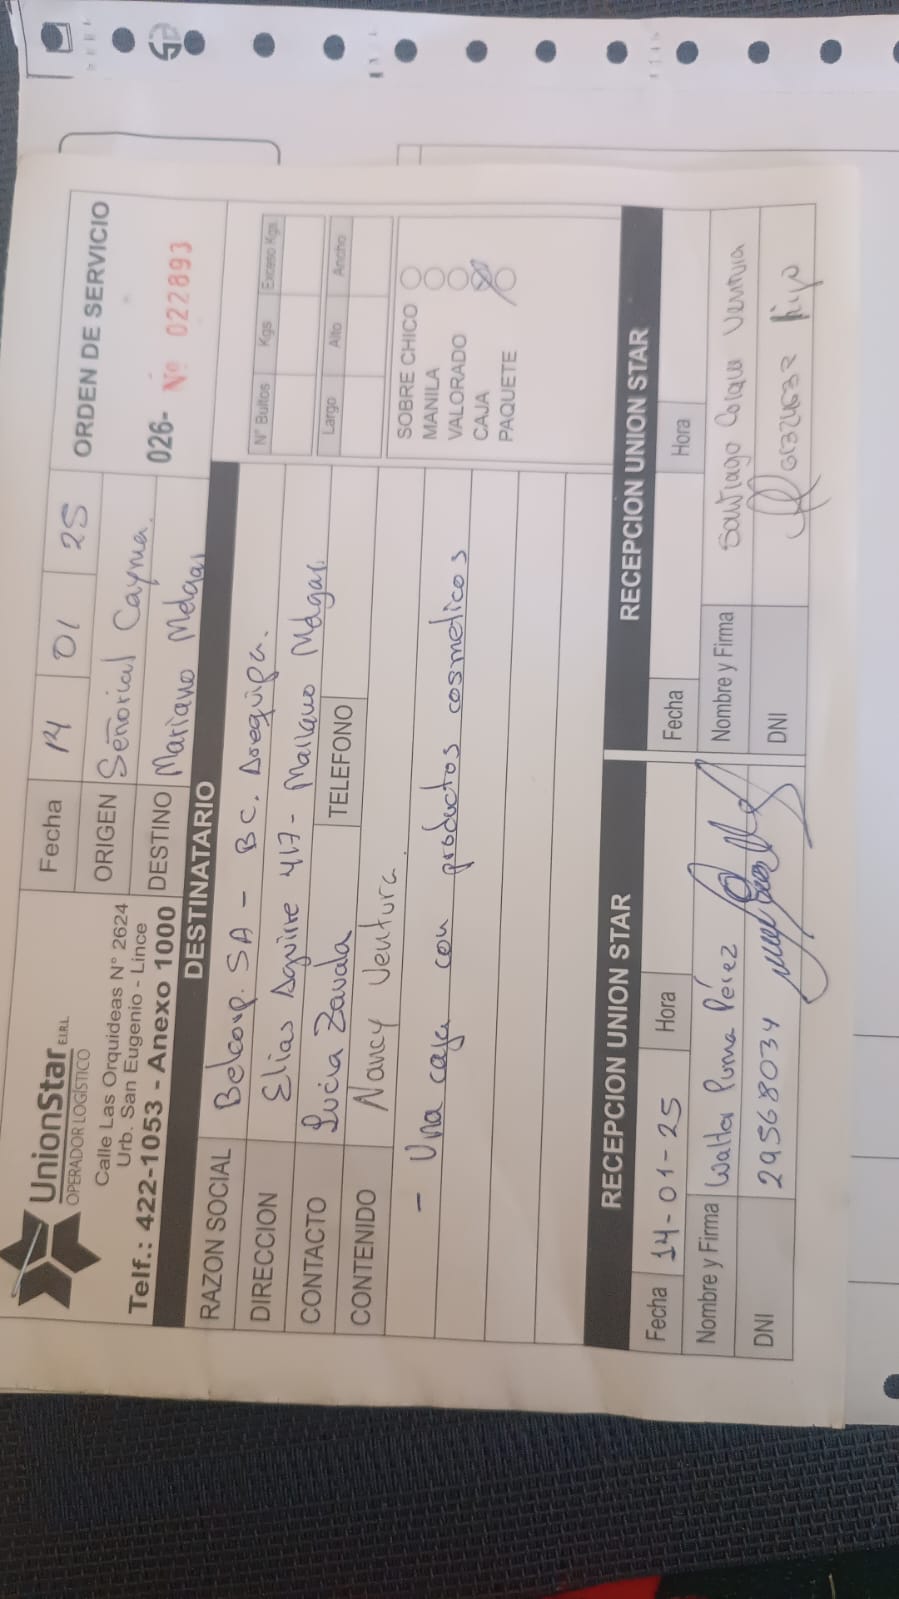 UnionStar E.I.R.L.
OPERADOR LOGÍSTICO
Calle Las Orquideas N° 2624
Urb. San Eugenio - Lince
Telf.: 422-1053 - Anexo 1000
Fecha 14 01 25
ORIGEN Señorial Cayma.
DESTINO Mariano Melgar
ORDEN DE SERVICIO
026- Nº 022893
DESTINATARIO
RAZON SOCIAL Belcorp. SA - BC. Arequipa.
DIRECCION Elias Aguirre 417- Mariano Melgar.
CONTACTO Lucia Zavala TELEFONO
CONTENIDO Nancy Ventura.
- Una caja con productos cosmeticos
N° Bultos Kgs Exceso Kgs.
Largo Alto Ancho
SOBRE CHICO
MANILA
VALORADO
CAJA
PAQUETE
RECEPCION UNION STAR
Fecha 14-01-25 Hora
Nombre y Firma Walter Puma Pérez
DNI 29568034
RECEPCION UNION STAR
Fecha Hora
Nombre y Firma Santiago Colque Ventura
DNI